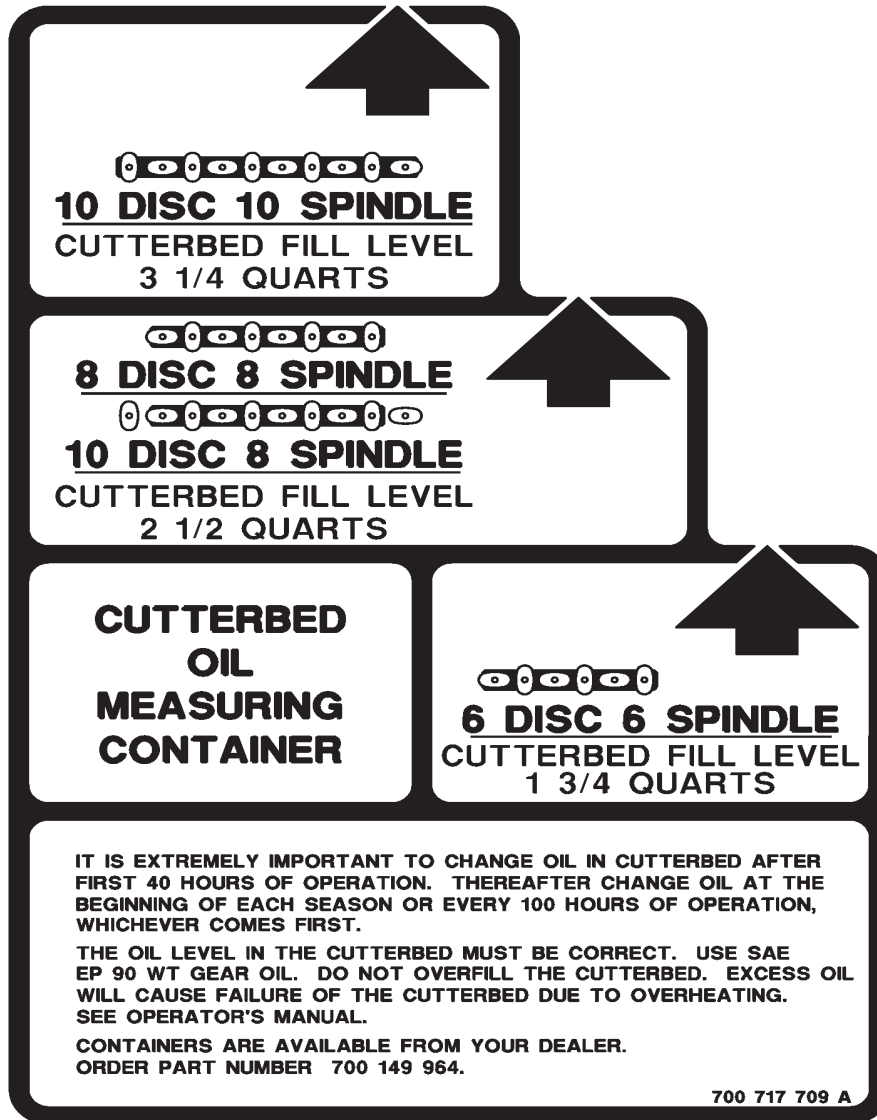 10 DISC 10 SPINDLE
CUTTERBED FILL LEVEL
3 1/4 QUARTS
8 DISC 8 SPINDLE
10 DISC 8 SPINDLE
CUTTERBED FILL LEVEL
2 1/2 QUARTS
CUTTERBED
OIL
MEASURING
CONTAINER
6 DISC 6 SPINDLE
CUTTERBED FILL LEVEL
1 3/4 QUARTS
IT IS EXTREMELY IMPORTANT TO CHANGE OIL IN CUTTERBED AFTER
FIRST 40 HOURS OF OPERATION. THEREAFTER CHANGE OIL AT THE
BEGINNING OF EACH SEASON OR EVERY 100 HOURS OF OPERATION,
WHICHEVER COMES FIRST.
THE OIL LEVEL IN THE CUTTERBED MUST BE CORRECT. USE SAE
EP 90 WT GEAR OIL. DO NOT OVERFILL THE CUTTERBED. EXCESS OIL
WILL CAUSE FAILURE OF THE CUTTERBED DUE TO OVERHEATING.
SEE OPERATOR'S MANUAL.
CONTAINERS ARE AVAILABLE FROM YOUR DEALER.
ORDER PART NUMBER 700 149 964.
700 717 709 A